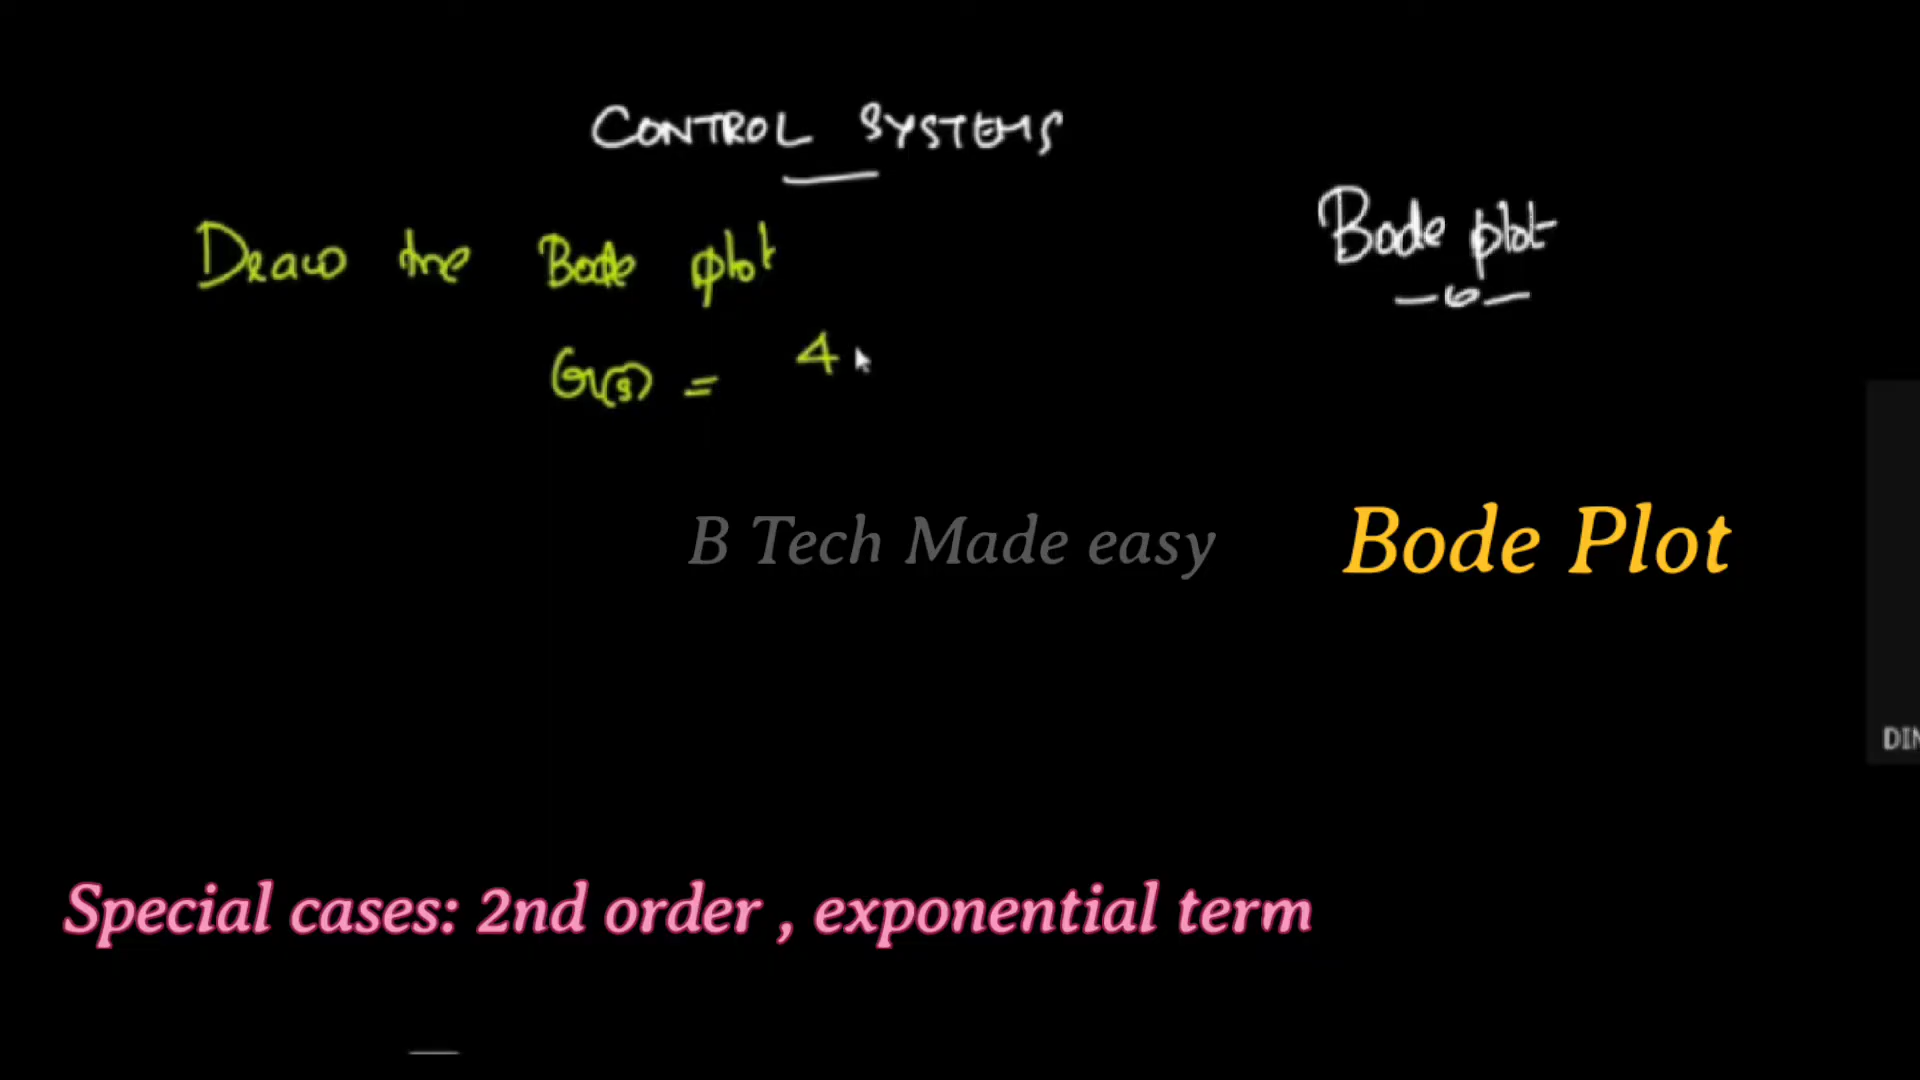 CONTROL SYSTEMS
Draw the Bode plot
Bode plot
G(s) = 4
B Tech Made easy
Bode Plot
DIN
Special cases: 2nd order , exponential term